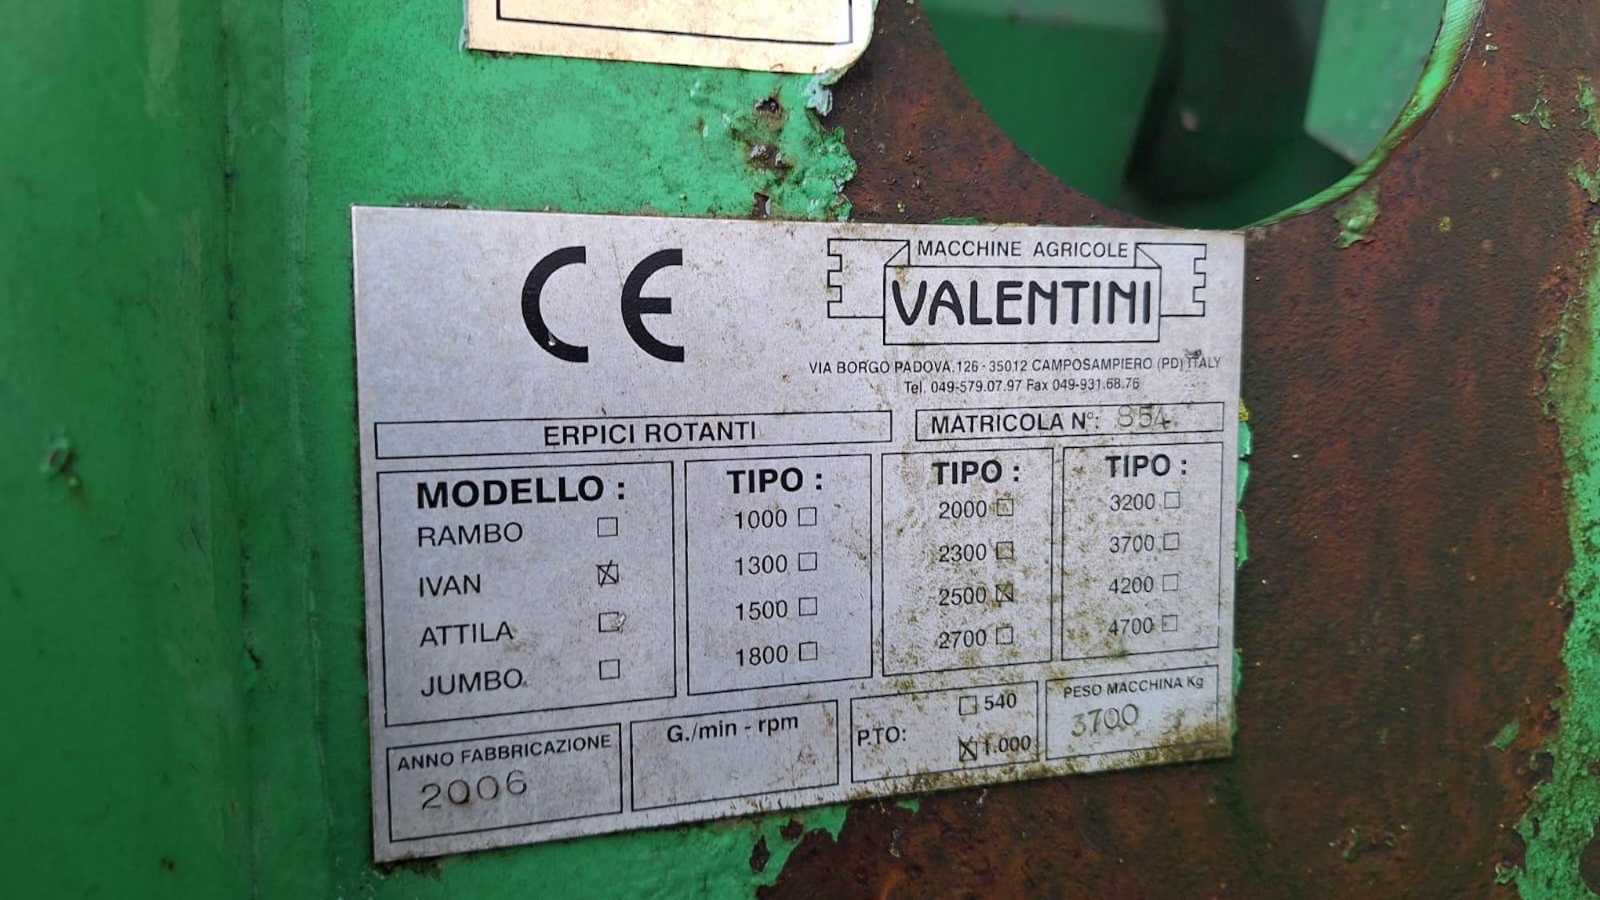 CE
MACCHINE AGRICOLE
VALENTINI
VIA BORGO PADOVA, 126 - 35012 CAMPOSAMPIERO (PD) ITALY
Tel. 049-579.07.97 Fax 049-931.68.76
ERPICI ROTANTI
MATRICOLA N°: 854
MODELLO :
RAMBO
IVAN
ATTILA
JUMBO
TIPO :
1000
1300
1500
1800
TIPO :
2000
2300
2500
2700
TIPO :
3200
3700
4200
4700
ANNO FABBRICAZIONE
2006
G./min - rpm
PTO:
540
1.000
PESO MACCHINA Kg
3700